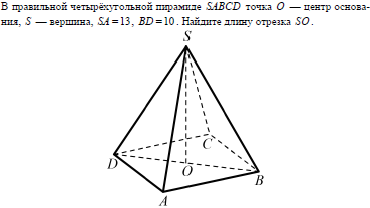 В правильной четырёхугольной пирамиде SABCD точка O — центр основа-
ния, S — вершина, SA=13, BD=10. Найдите длину отрезка SO.
S
C
D
O
B
A